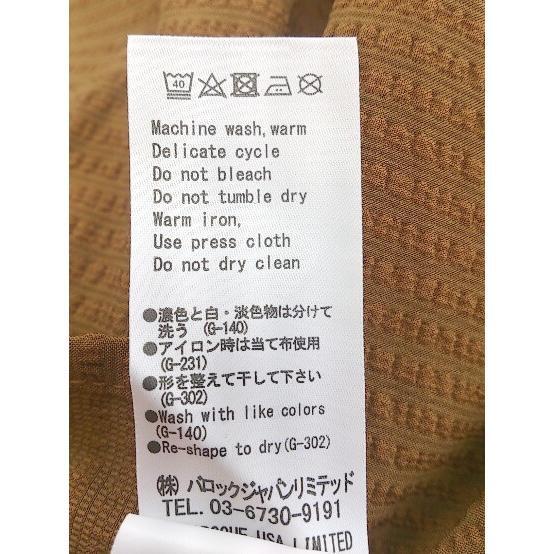 40
Machine wash,warm
Delicate cycle
Do not bleach
Do not tumble dry
Warm iron,
Use press cloth
Do not dry clean
●濃色と白・淡色物は分けて
洗う (G-140)
●アイロン時は当て布使用
(G-231)
●形を整えて干して下さい
(G-302)
●Wash with like colors
(G-140)
●Re-shape to dry(G-302)
㈱ バロックジャパンリミテッド
TEL. 03-6730-9191
USA LIMITED